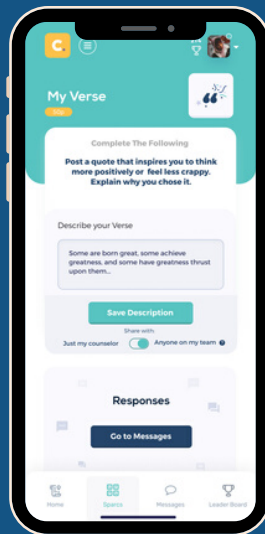 C.
My Verse
Complete The Following
Post a quote that inspires you to think
more positively or feel less crappy.
Explain why you chose it.
Describe your Verse
Some are born great, some achieve
greatness, and some have greatness thrust
upon them...
Save Description
Share with:
Just my counselor Anyone on my team
Responses
Go to Messages
Home Sparcs Messages Leader Board